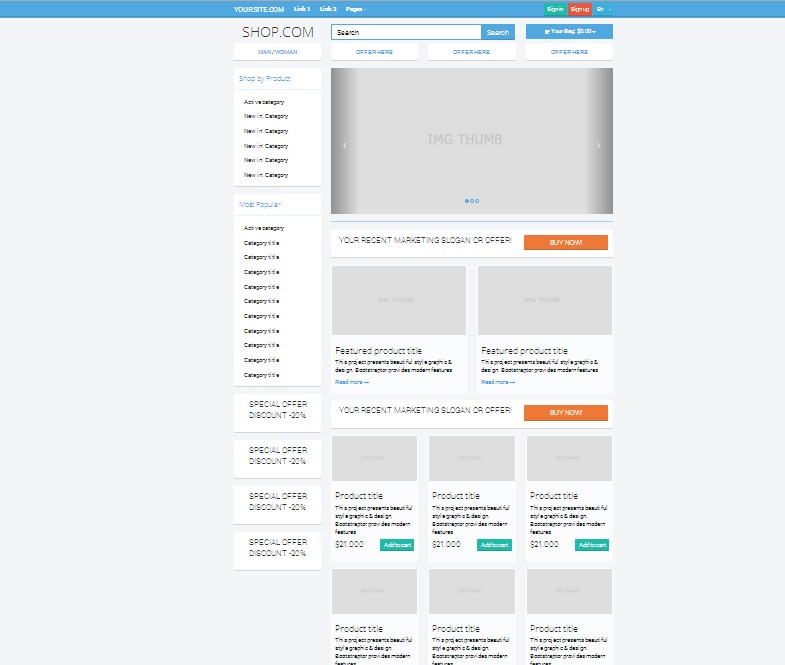 YOURSITE.COM Link 1 Link 2 Pages
Sign in Sign up En
SHOP.COM
Search Search
Your Bag: $0.00
MAN / WOMAN
OFFER HERE OFFER HERE OFFER HERE
Shop by Product
Active category
New in! Category
New in! Category
New in! Category
New in! Category
New in! Category
Most Popular
Active category
Category title
Category title
Category title
Category title
Category title
Category title
Category title
Category title
Category title
Category title
SPECIAL OFFER
DISCOUNT -20%
SPECIAL OFFER
DISCOUNT -20%
SPECIAL OFFER
DISCOUNT -20%
SPECIAL OFFER
DISCOUNT -20%
‹ IMG THUMB ›
YOUR RECENT MARKETING SLOGAN OR OFFER! BUY NOW!
IMG THUMB
Featured product title
This project presents beautiful style graphic &
design. Bootstraptor provides modern features
Read more →
IMG THUMB
Featured product title
This project presents beautiful style graphic &
design. Bootstraptor provides modern features
Read more →
YOUR RECENT MARKETING SLOGAN OR OFFER! BUY NOW!
IMG THUMB
Product title
This project presents beautiful
style graphic & design.
Bootstraptor provides modern
features
$21.000 Add to cart
IMG THUMB
Product title
This project presents beautiful
style graphic & design.
Bootstraptor provides modern
features
$21.000 Add to cart
IMG THUMB
Product title
This project presents beautiful
style graphic & design.
Bootstraptor provides modern
features
$21.000 Add to cart
IMG THUMB
Product title
This project presents beautiful
style graphic & design.
Bootstraptor provides modern
features
IMG THUMB
Product title
This project presents beautiful
style graphic & design.
Bootstraptor provides modern
features
IMG THUMB
Product title
This project presents beautiful
style graphic & design.
Bootstraptor provides modern
features